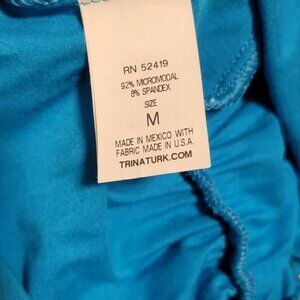 RN 52419
92% MICROMODAL
8% SPANDEX
SIZE
M
MADE IN MEXICO WITH
FABRIC MADE IN U.S.A.
TRINATURK.COM